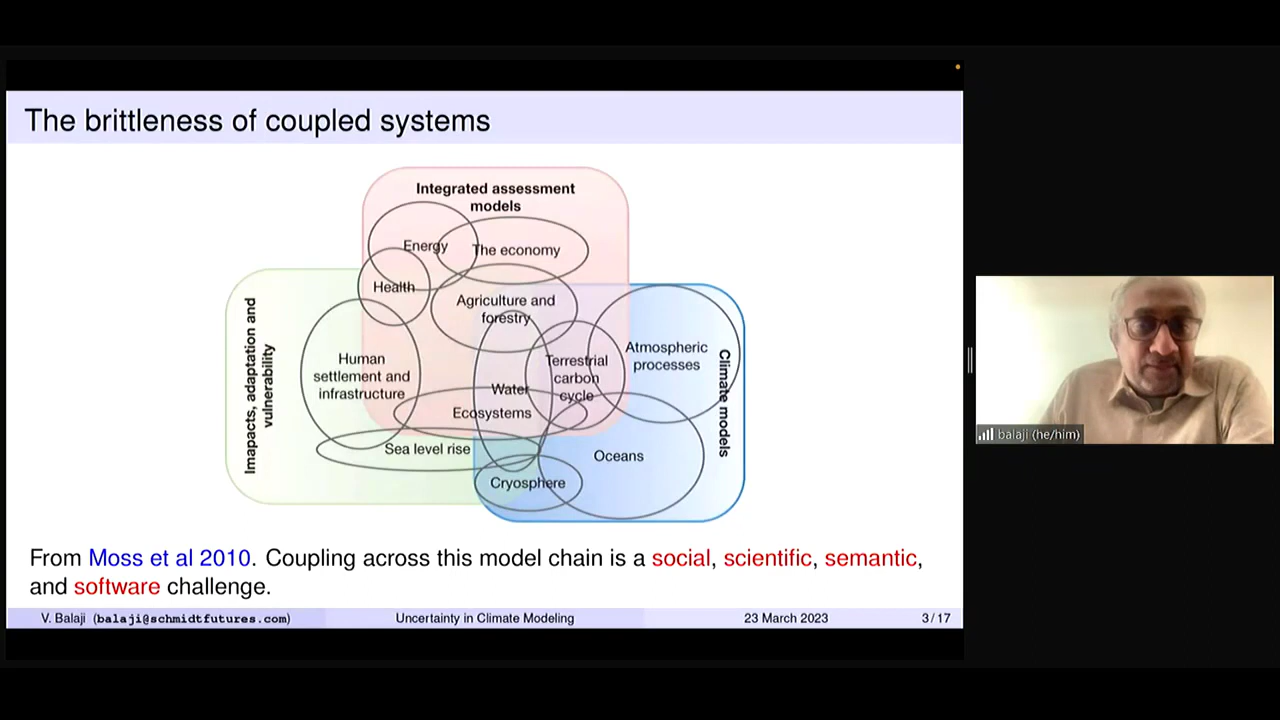 The brittleness of coupled systems
Integrated assessment
models
Energy
The economy
Health
Agriculture and
forestry
Imapacts, adaptation and
vulnerability
Human
settlement and
infrastructure
Terrestrial
carbon
cycle
Atmospheric
processes
Climate models
Water
Ecosystems
Sea level rise
Oceans
Cryosphere
From Moss et al 2010. Coupling across this model chain is a social, scientific, semantic,
and software challenge.
V. Balaji (balaji@schmidtfutures.com) Uncertainty in Climate Modeling 23 March 2023 3 / 17
balaji (he/him)